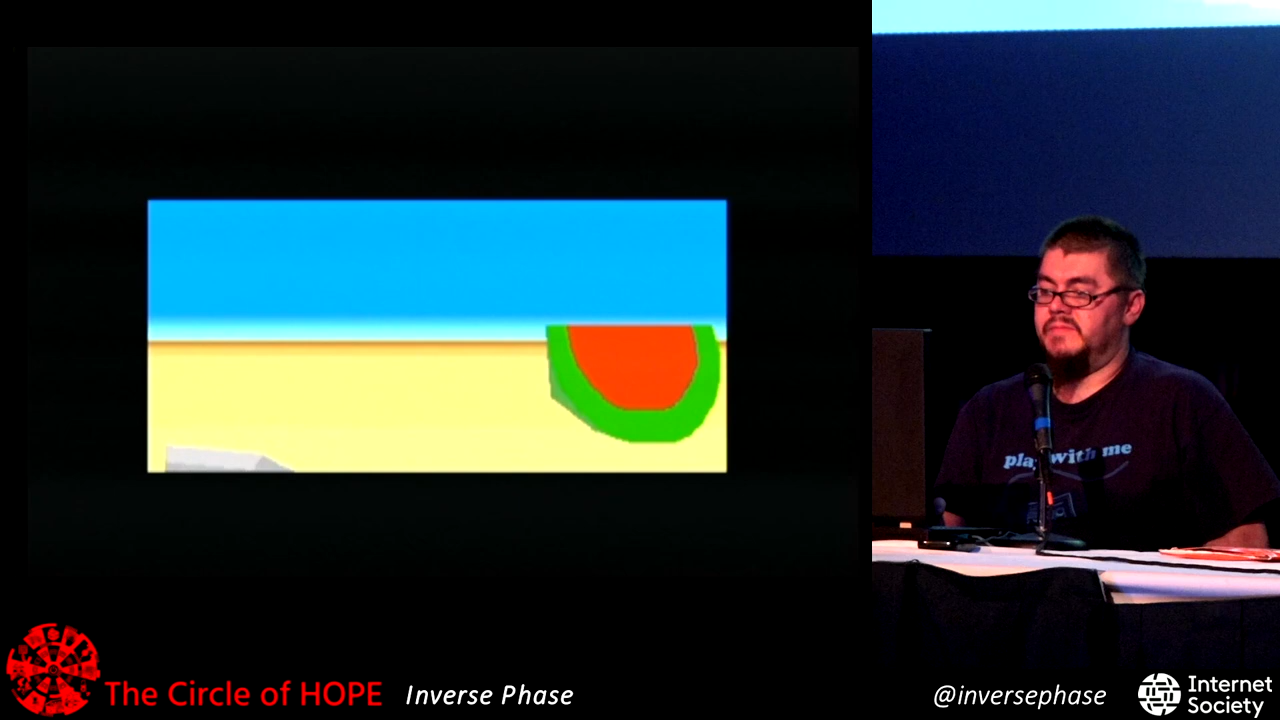 play with me
The Circle of HOPE
Inverse Phase
@inversephase
Internet
Society